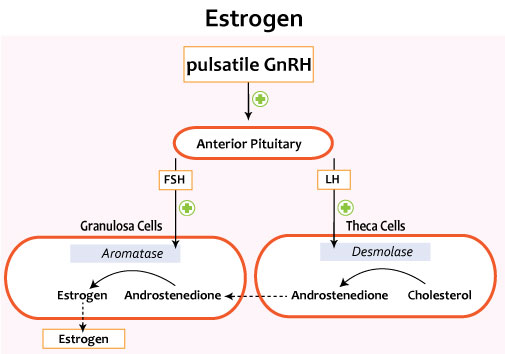 Estrogen
pulsatile GnRH
Anterior Pituitary
FSH
LH
Granulosa Cells
Theca Cells
Aromatase
Desmolase
Estrogen
Androstenedione
Androstenedione
Cholesterol
Estrogen